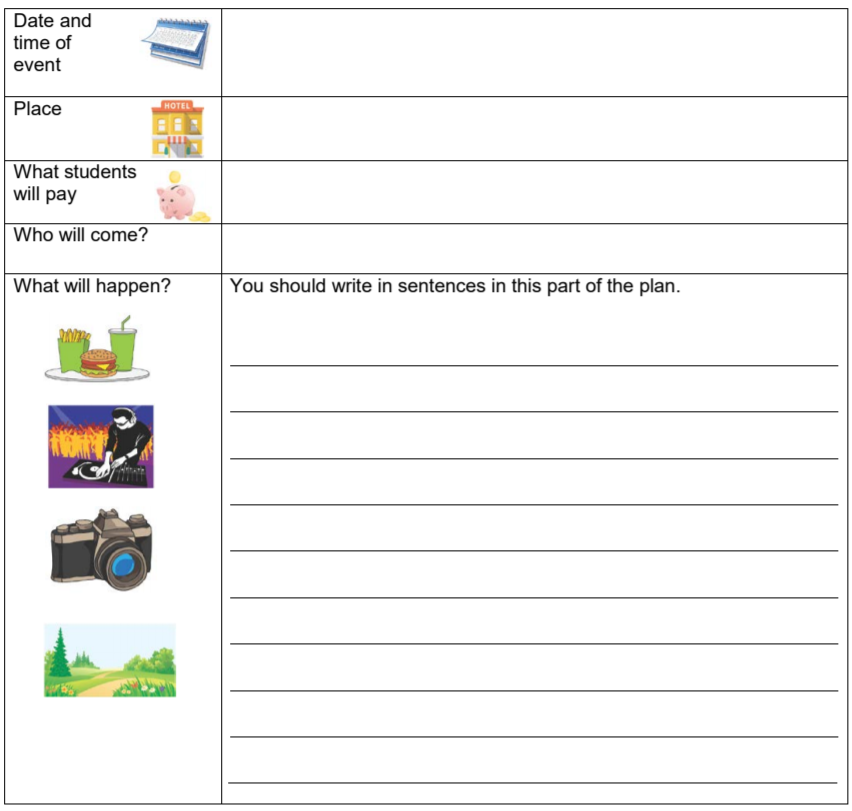 Date and
time of
event
Place
HOTEL
What students
will pay
Who will come?
What will happen?
You should write in sentences in this part of the plan.